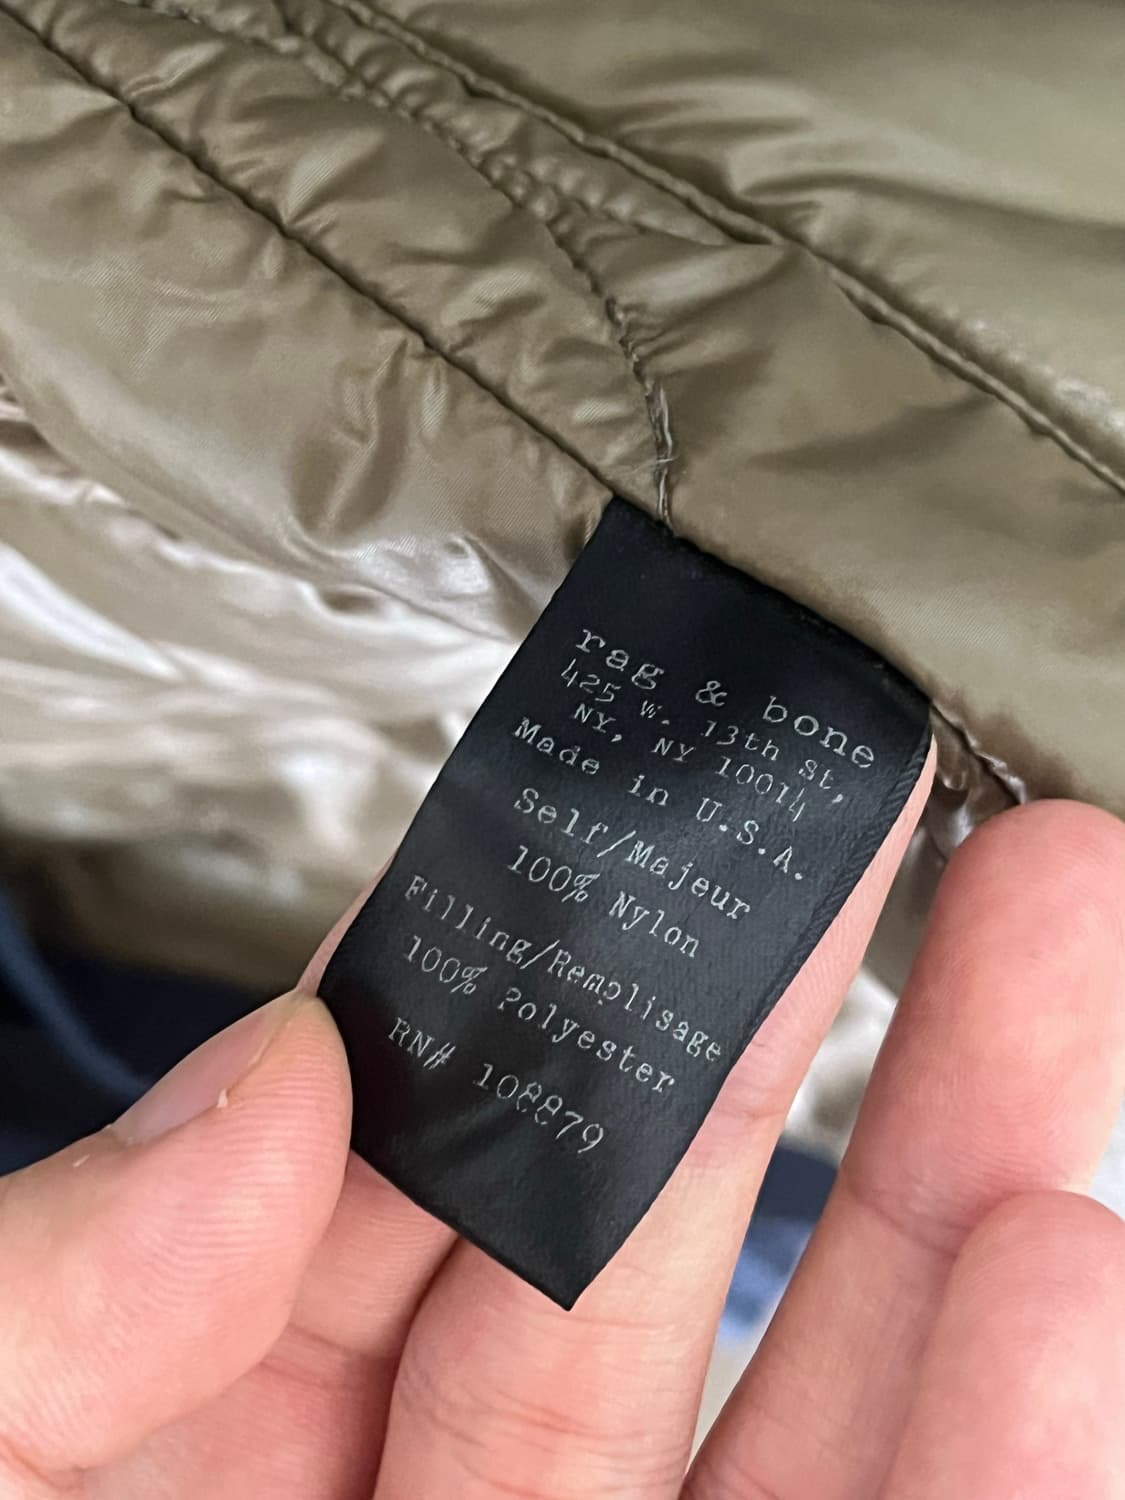 rag & bone
425 w. 13th st,
NY, NY 10014
Made in U.S.A.
Self/Majeur
100% Nylon
Filling/Remplisage
100% Polyester
RN# 108879